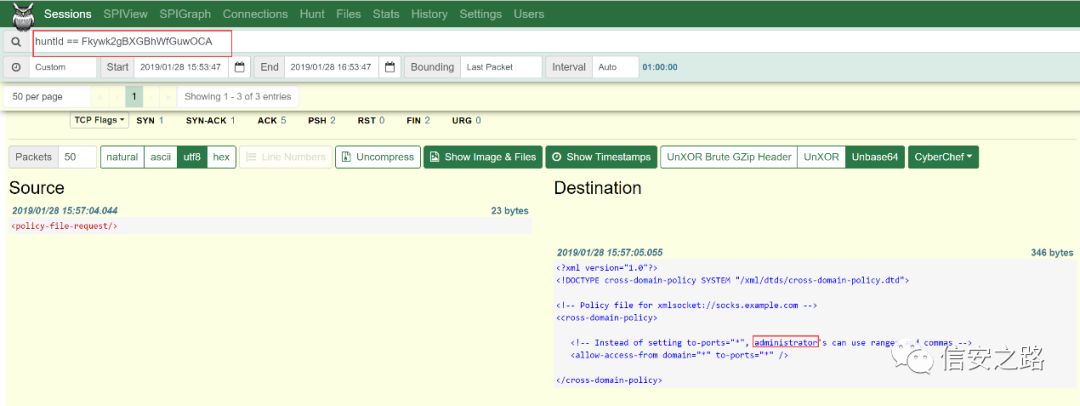 Sessions SPIView SPIGraph Connections Hunt Files Stats History Settings Users
huntId == Fkywk2gBXGBhWfGuwOCA
Custom Start 2019/01/28 15:53:47 End 2019/01/28 16:53:47 Bounding Last Packet Interval Auto 01:00:00
50 per page 1 Showing 1 - 3 of 3 entries
TCP Flags SYN 1 SYN-ACK 1 ACK 5 PSH 2 RST 0 FIN 2 URG 0
Packets 50 natural ascii utf8 hex Line Numbers Uncompress Show Image & Files Show Timestamps UnXOR Brute GZip Header UnXOR Unbase64 CyberChef
Source
2019/01/28 15:57:04.044 23 bytes
<policy-file-request/>
Destination
2019/01/28 15:57:05.055 346 bytes
<?xml version="1.0"?>
<!DOCTYPE cross-domain-policy SYSTEM "/xml/dtds/cross-domain-policy.dtd">
<!-- Policy file for xmlsocket://socks.example.com -->
<cross-domain-policy>
<!-- Instead of setting to-ports="*", administrator's can use ranges commas -->
<allow-access-from domain="*" to-ports="*" />
</cross-domain-policy>
信安之路